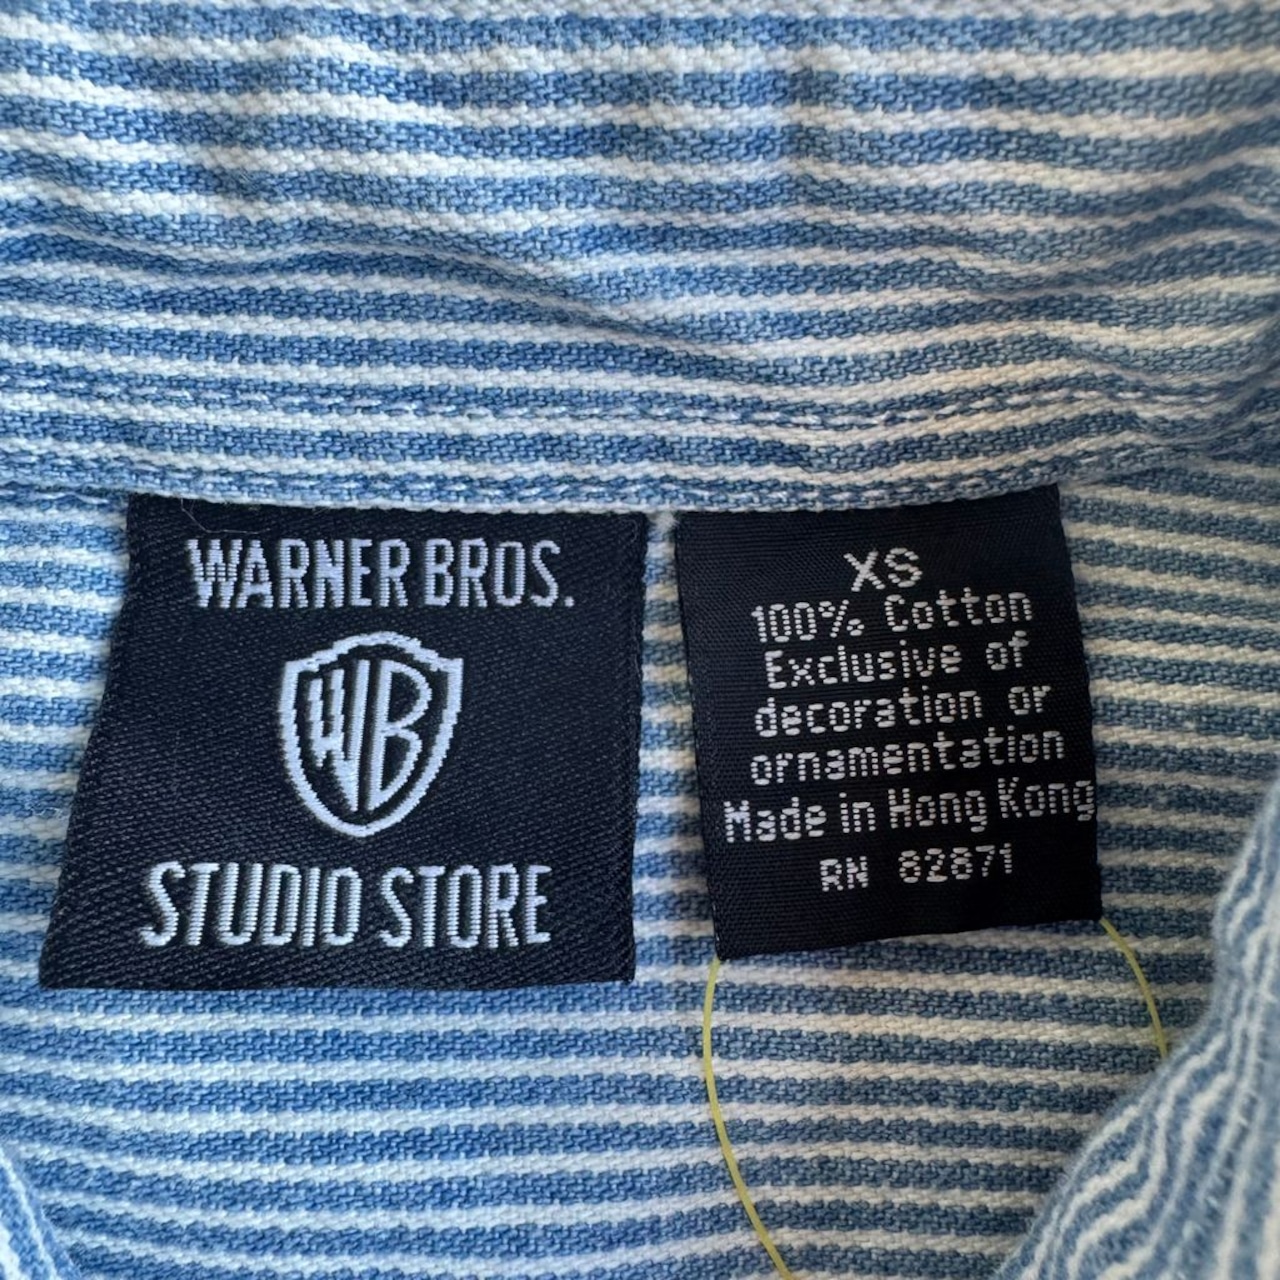 WARNER BROS.
WB
STUDIO STORE
XS
100% Cotton
Exclusive of
decoration or
ornamentation
Made in Hong Kong
RN 82871